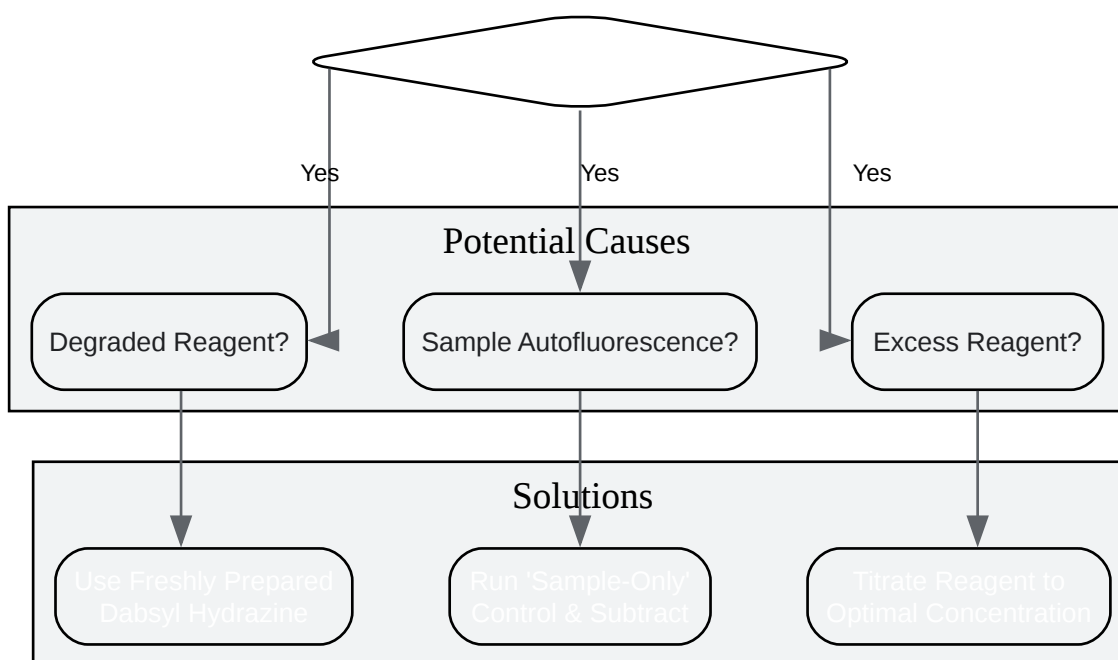 Yes
Yes
Yes
Potential Causes
Degraded Reagent?
Sample Autofluorescence?
Excess Reagent?
Solutions
Use Freshly Prepared
Dabsyl Hydrazine
Run 'Sample-Only'
Control & Subtract
Titrate Reagent to
Optimal Concentration